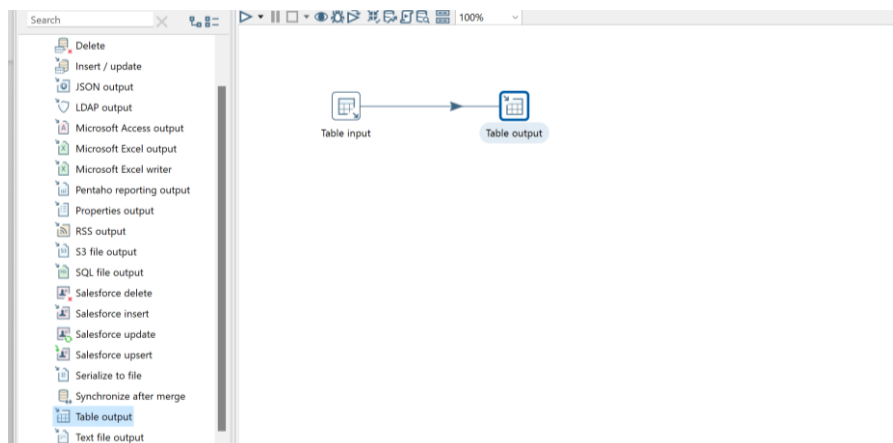 Search
100%
Delete
Insert / update
JSON output
LDAP output
Microsoft Access output
Microsoft Excel output
Microsoft Excel writer
Pentaho reporting output
Properties output
RSS output
S3 file output
SQL file output
Salesforce delete
Salesforce insert
Salesforce update
Salesforce upsert
Serialize to file
Synchronize after merge
Table output
Text file output
Table input
Table output